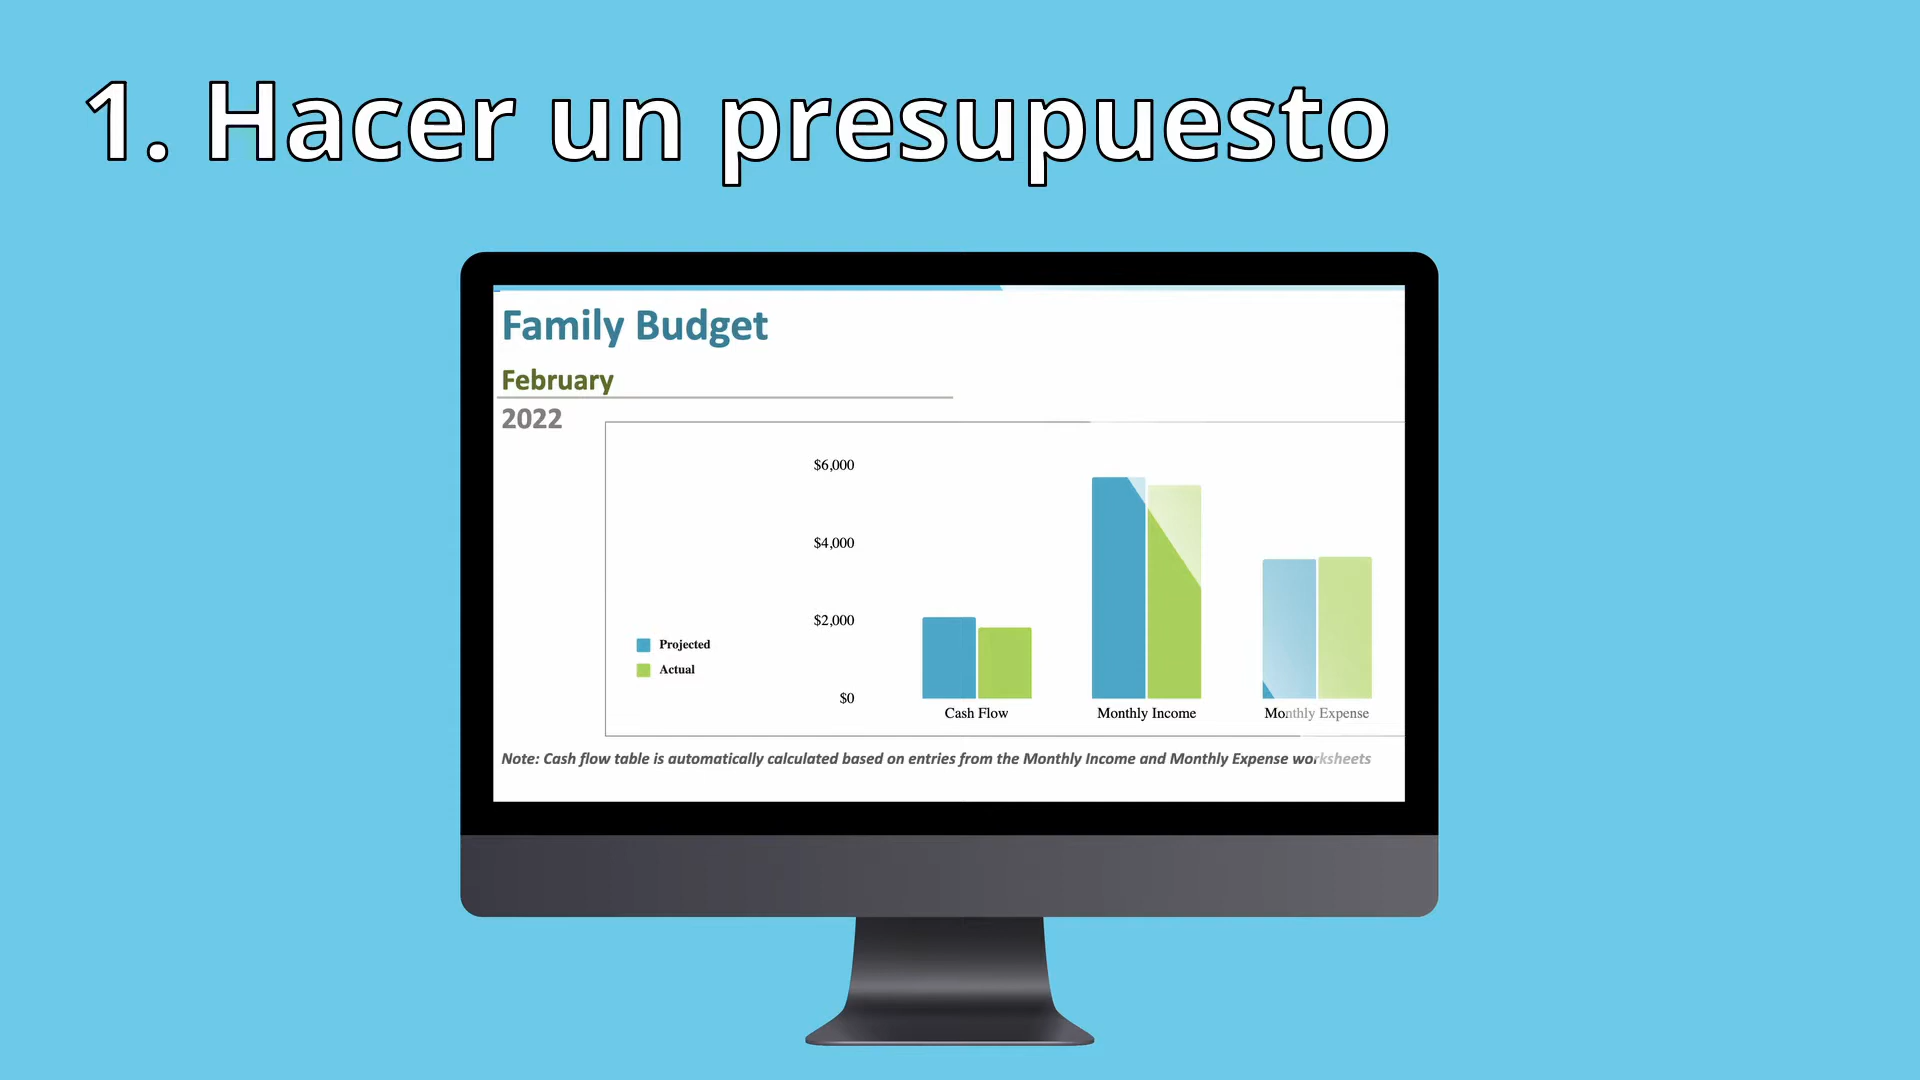 1. Hacer un presupuesto
Family Budget
February
2022
$6,000
$4,000
$2,000
$0
Projected
Actual
Cash Flow
Monthly Income
Monthly Expense
Note: Cash flow table is automatically calculated based on entries from the Monthly Income and Monthly Expense worksheets